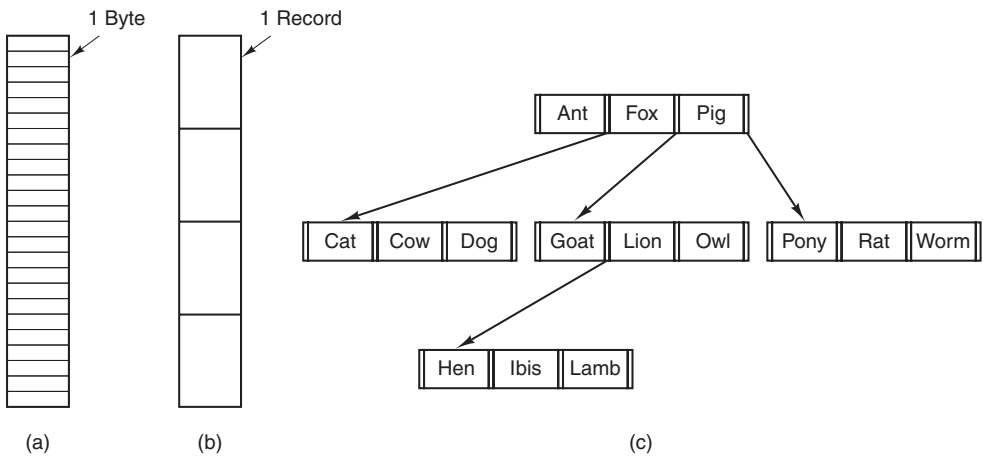 1 Byte
1 Record
Ant Fox Pig
Cat Cow Dog
Goat Lion Owl
Pony Rat Worm
Hen Ibis Lamb
(a)
(b)
(c)